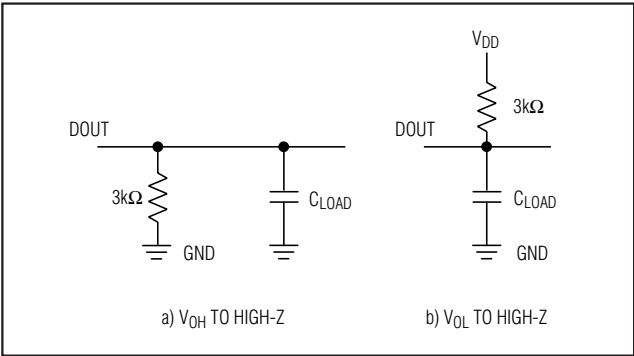 DOUT
3kΩ
C_LOAD
GND
a) V_OH TO HIGH-Z
V_DD
3kΩ
DOUT
C_LOAD
GND
b) V_OL TO HIGH-Z